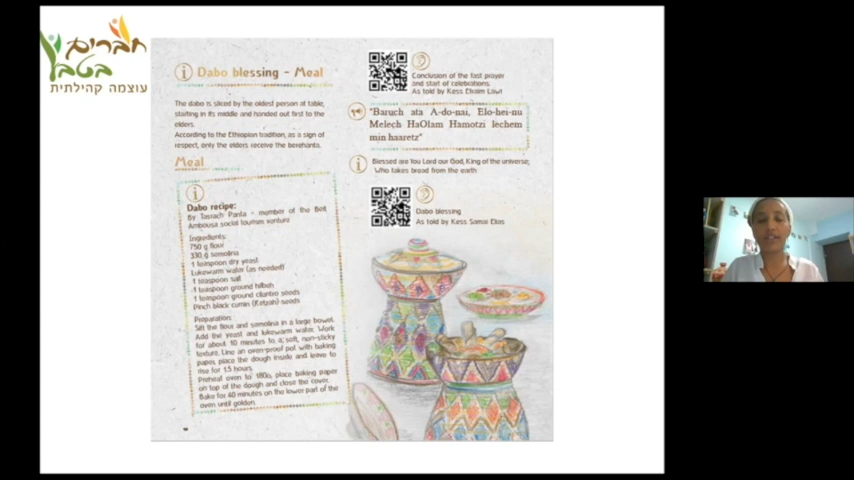 חברים
בטבע
עוצמה קהילתית
Dabo blessing - Meal
The dabo is sliced by the oldest person at table,
starting in its middle and handed out first to the
elders.
According to the Ethiopian tradition, as a sign of
respect, only the elders receive the berehanta.
Meal
Dabo recipe:
By Tasrach Panta - member of the Beit
Ambousa social tourism venture
Ingredients:
750 g flour
330 g semolina
1 teaspoon dry yeast
Lukewarm water (as needed)
1 teaspoon salt
1 teaspoon ground hilbeh
1 teaspoon ground cilantro seeds
Pinch black cumin (Ketzah) seeds
Preparation:
Sift the flour and semolina in a large bowel.
Add the yeast and lukewarm water. Work
for about 10 minutes to a soft, non-sticky
texture. Line an oven-proof pot with baking
paper, place the dough inside and leave to
rise for 1.5 hours.
Preheat oven to 180o, place baking paper
on top of the dough and close the cover.
Bake for 60 minutes on the lower part of the
oven until golden.
Conclusion of the fast prayer
and start of celebrations.
As told by Kess Efraim Lawi
"Baruch ata A-do-nai, Elo-hei-nu
Melech HaOlam Hamotzi lechem
min haaretz"
Blessed are You Lord our God, King of the universe,
Who takes bread from the earth
Dabo blessing
As told by Kess Samai Elias